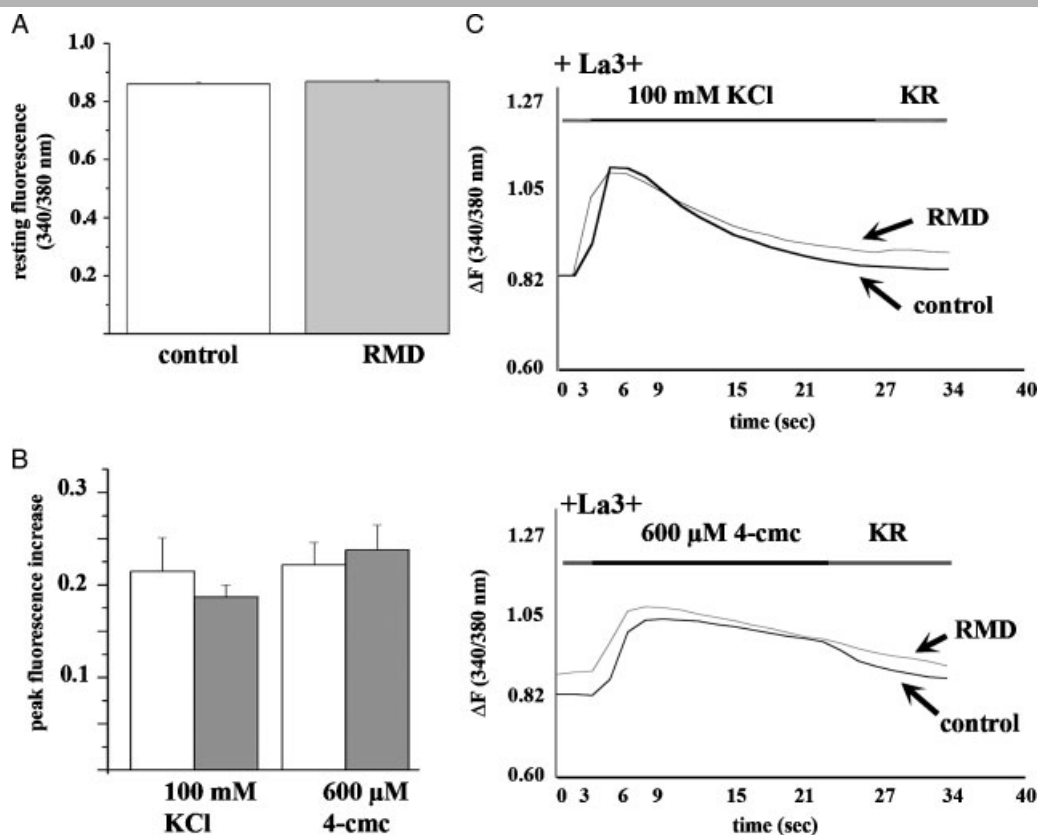 A
resting fluorescence
(340/380 nm)
1.0
0.8
0.6
0.4
0.2
control RMD
B
peak fluorescence increase
0.3
0.2
0.1
100 mM
KCl
600 µM
4-cmc
C
+ La3+
100 mM KCl KR
ΔF (340/380 nm)
1.27
1.05
0.82
0.60
RMD
control
0 3 6 9 15 21 27 34 40
time (sec)
+La3+
600 µM 4-cmc KR
ΔF (340/380 nm)
1.27
1.05
0.82
0.60
RMD
control
0 3 6 9 15 21 27 34 40
time (sec)